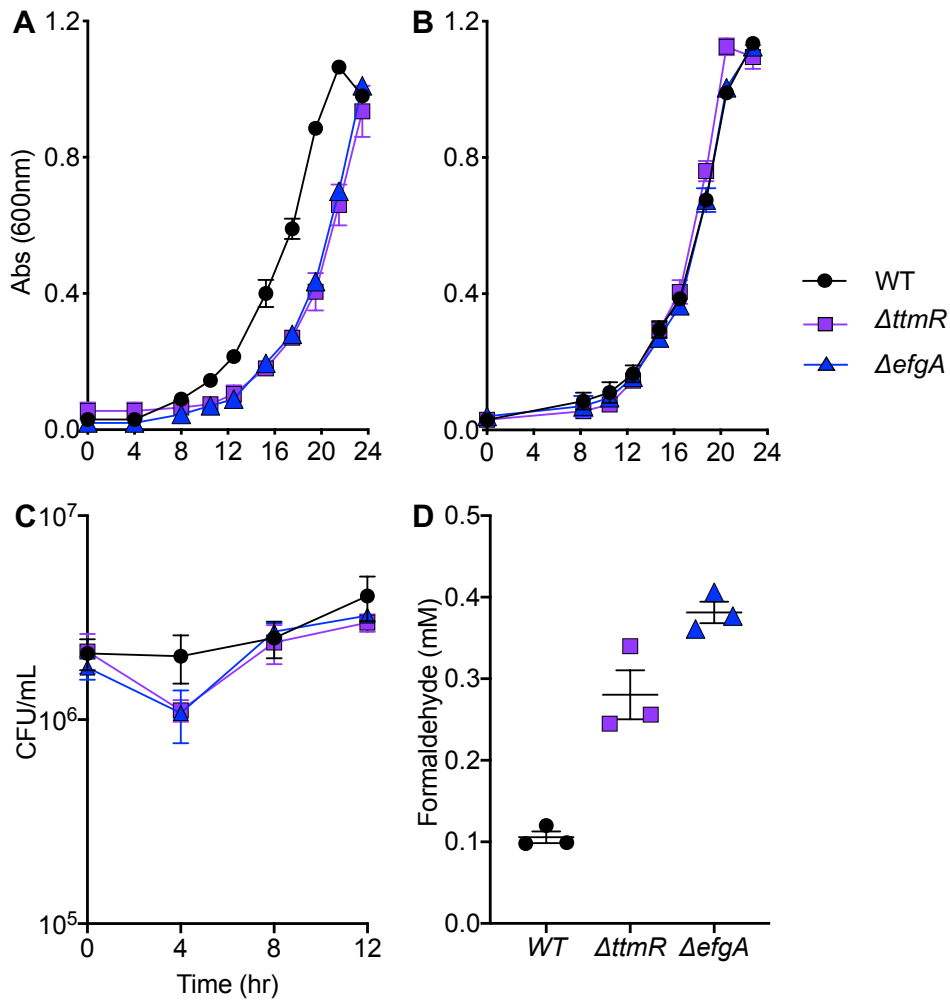 A
B
1.2
0.8
0.4
0.0
Abs (600nm)
0 4 8 12 16 20 24
1.2
0.8
0.4
0.0
0 4 8 12 16 20 24
WT
ΔttmR
ΔefgA
C
D
10⁷
10⁶
10⁵
CFU/mL
0 4 8 12
Time (hr)
0.5
0.4
0.3
0.2
0.1
0.0
Formaldehyde (mM)
WT ΔttmR ΔefgA